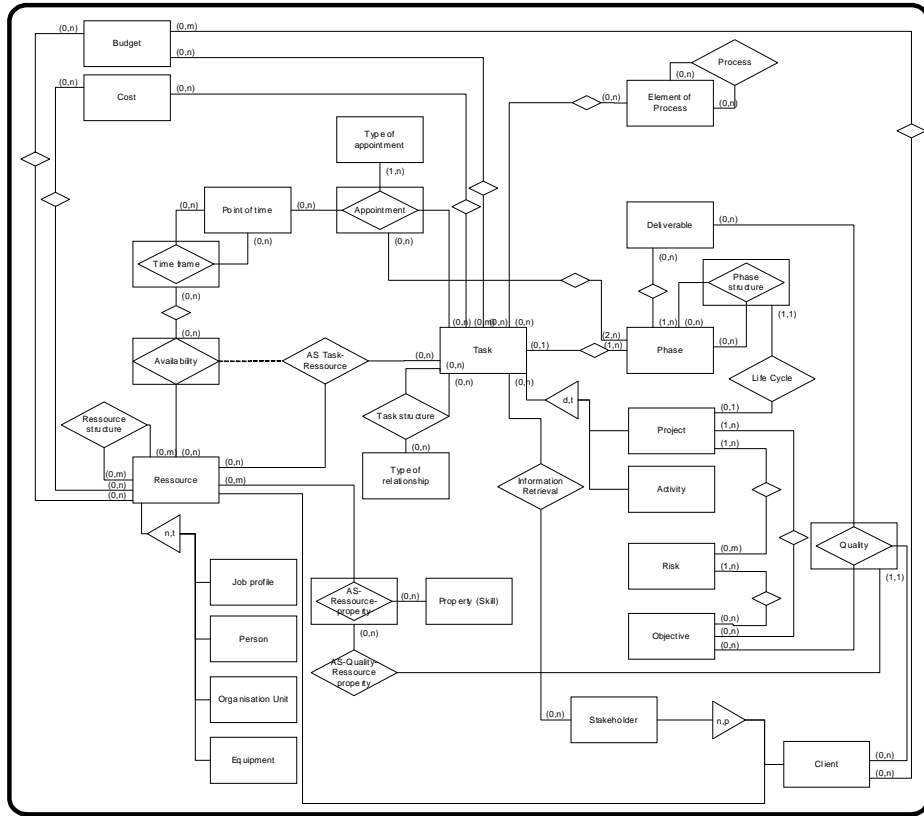 (0,n)
Budget
(0,m)
(0,n)
(0,n)
Cost
(0,n)
Process
(0,n)
(0,n)
Element of
Process
(0,n)
Type of
appointment
(1,n)
(0,n)
Point of time
(0,n)
Appointment
(0,n)
(0,n)
Deliverable
(0,n)
(0,n)
Time frame
(0,n)
Phase
structure
(1,1)
(0,n)
(0,n)
(0,m)
(0,n)
(0,n)
(2,n)
(1,n)
(0,n)
Availability
AS Task-
Ressource
(0,n)
Task
(0,n)
(0,n)
(0,n)
(0,1)
(1,n)
Phase
(0,n)
Life Cycle
d,t
Ressource
structure
Task structure
(0,n)
Type of
relationship
Project
(0,1)
(1,n)
(1,n)
(0,m)
(0,n)
(0,m)
(0,n)
(0,n)
Ressource
(0,n)
(0,m)
Information
Retrieval
Activity
n,t
Quality
(1,1)
Risk
(0,m)
(1,n)
Job profile
AS-
Ressource-
property
(0,n)
Property (Skill)
(0,n)
Objective
(0,n)
(0,n)
(0,n)
Person
AS-Quality-
Ressource
property
Organisation Unit
(0,n)
Stakeholder
n,p
Equipment
Client
(0,n)
(0,n)